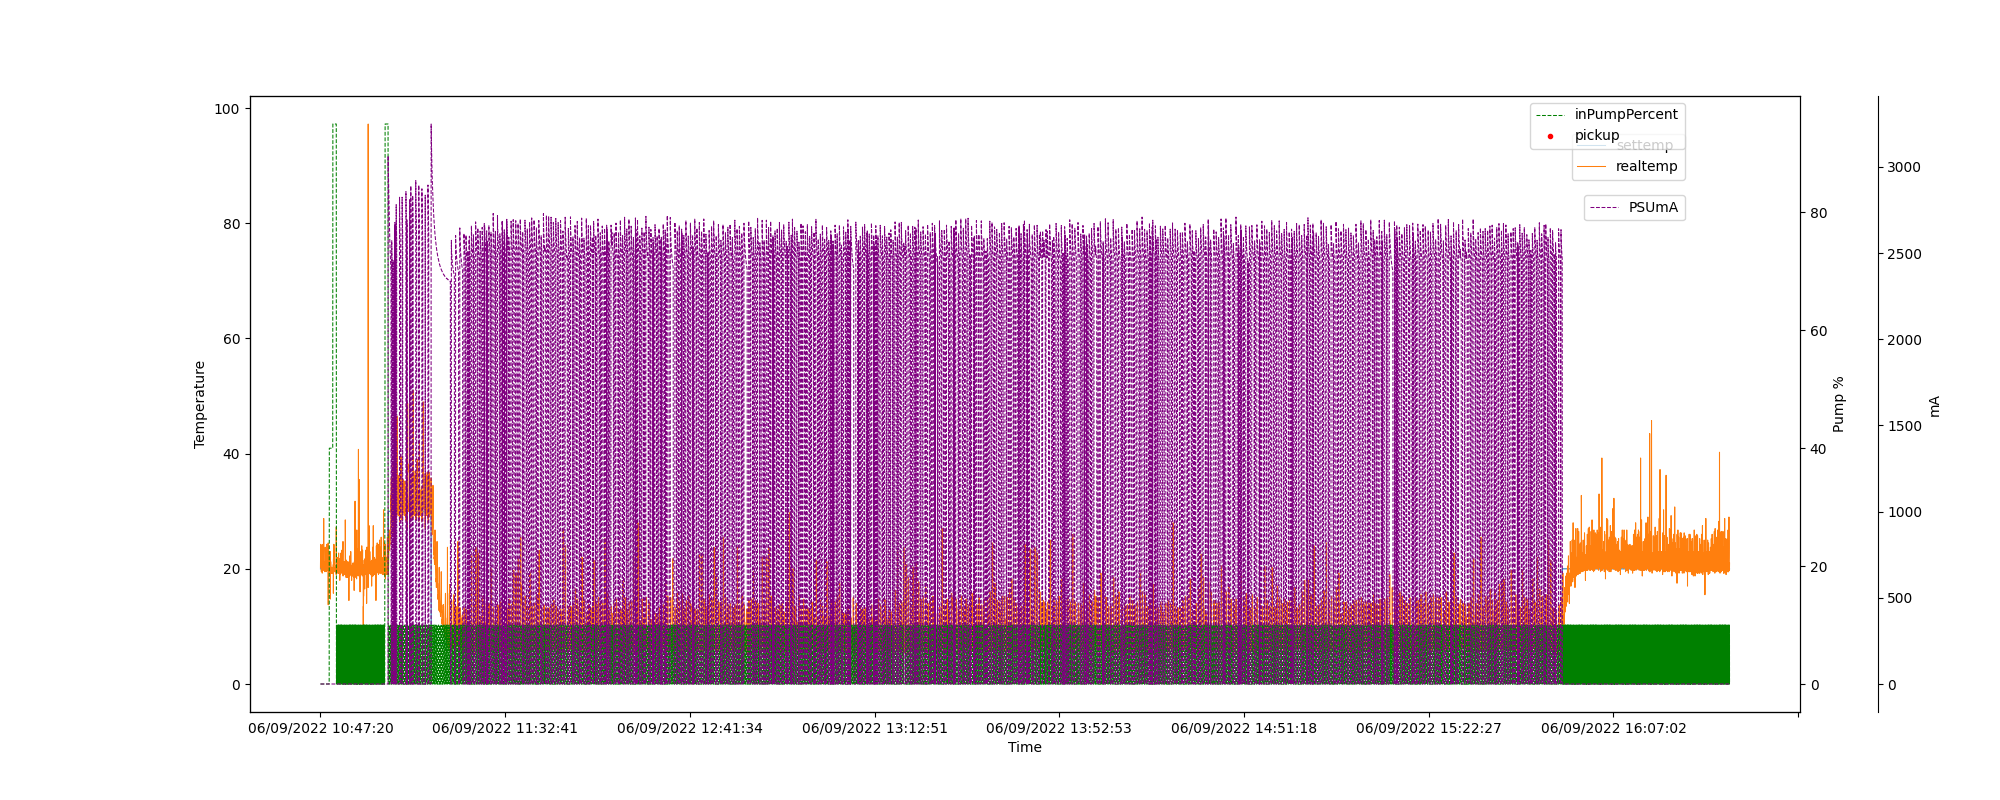 100
80
60
40
20
0
Temperature
inPumpPercent
pickup
settemp
realtemp
PSUmA
80
60
40
20
0
Pump %
3000
2500
2000
1500
1000
500
0
mA
06/09/2022 10:47:20
06/09/2022 11:32:41
06/09/2022 12:41:34
06/09/2022 13:12:51
06/09/2022 13:52:53
06/09/2022 14:51:18
06/09/2022 15:22:27
06/09/2022 16:07:02
Time